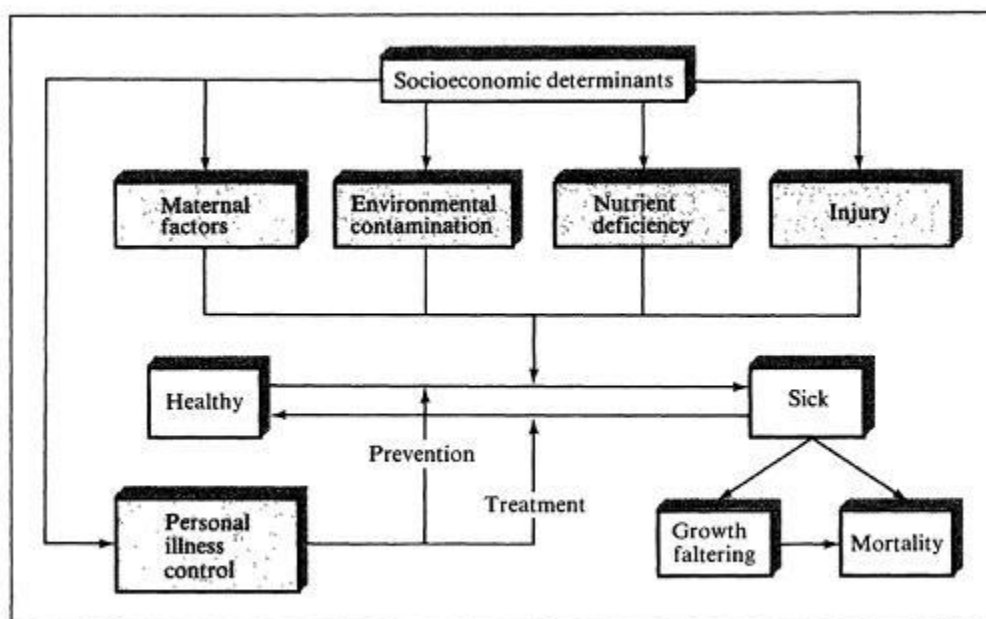 Socioeconomic determinants
Maternal
factors
Environmental
contamination
Nutrient
deficiency
Injury
Healthy
Sick
Prevention
Treatment
Personal
illness
control
Growth
faltering
Mortality